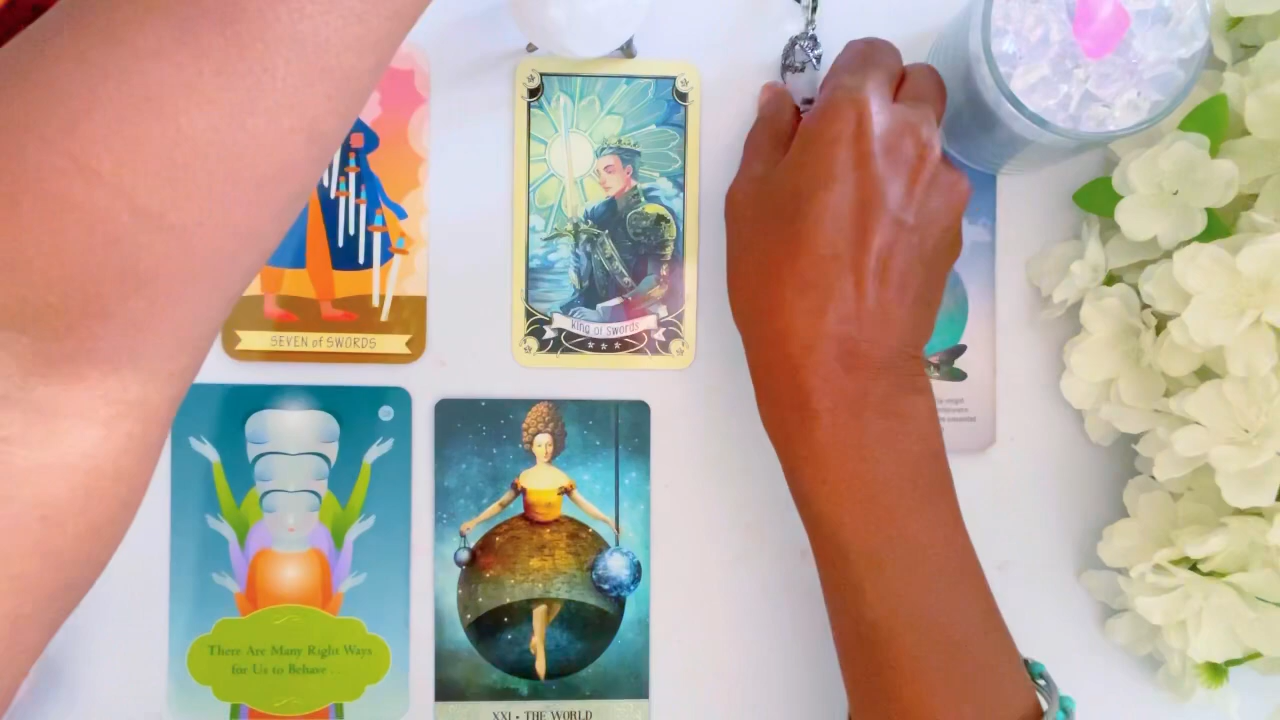 SEVEN of SWORDS
King of Swords
There Are Many Right Ways
for Us to Behave . .
XXI • THE WORLD